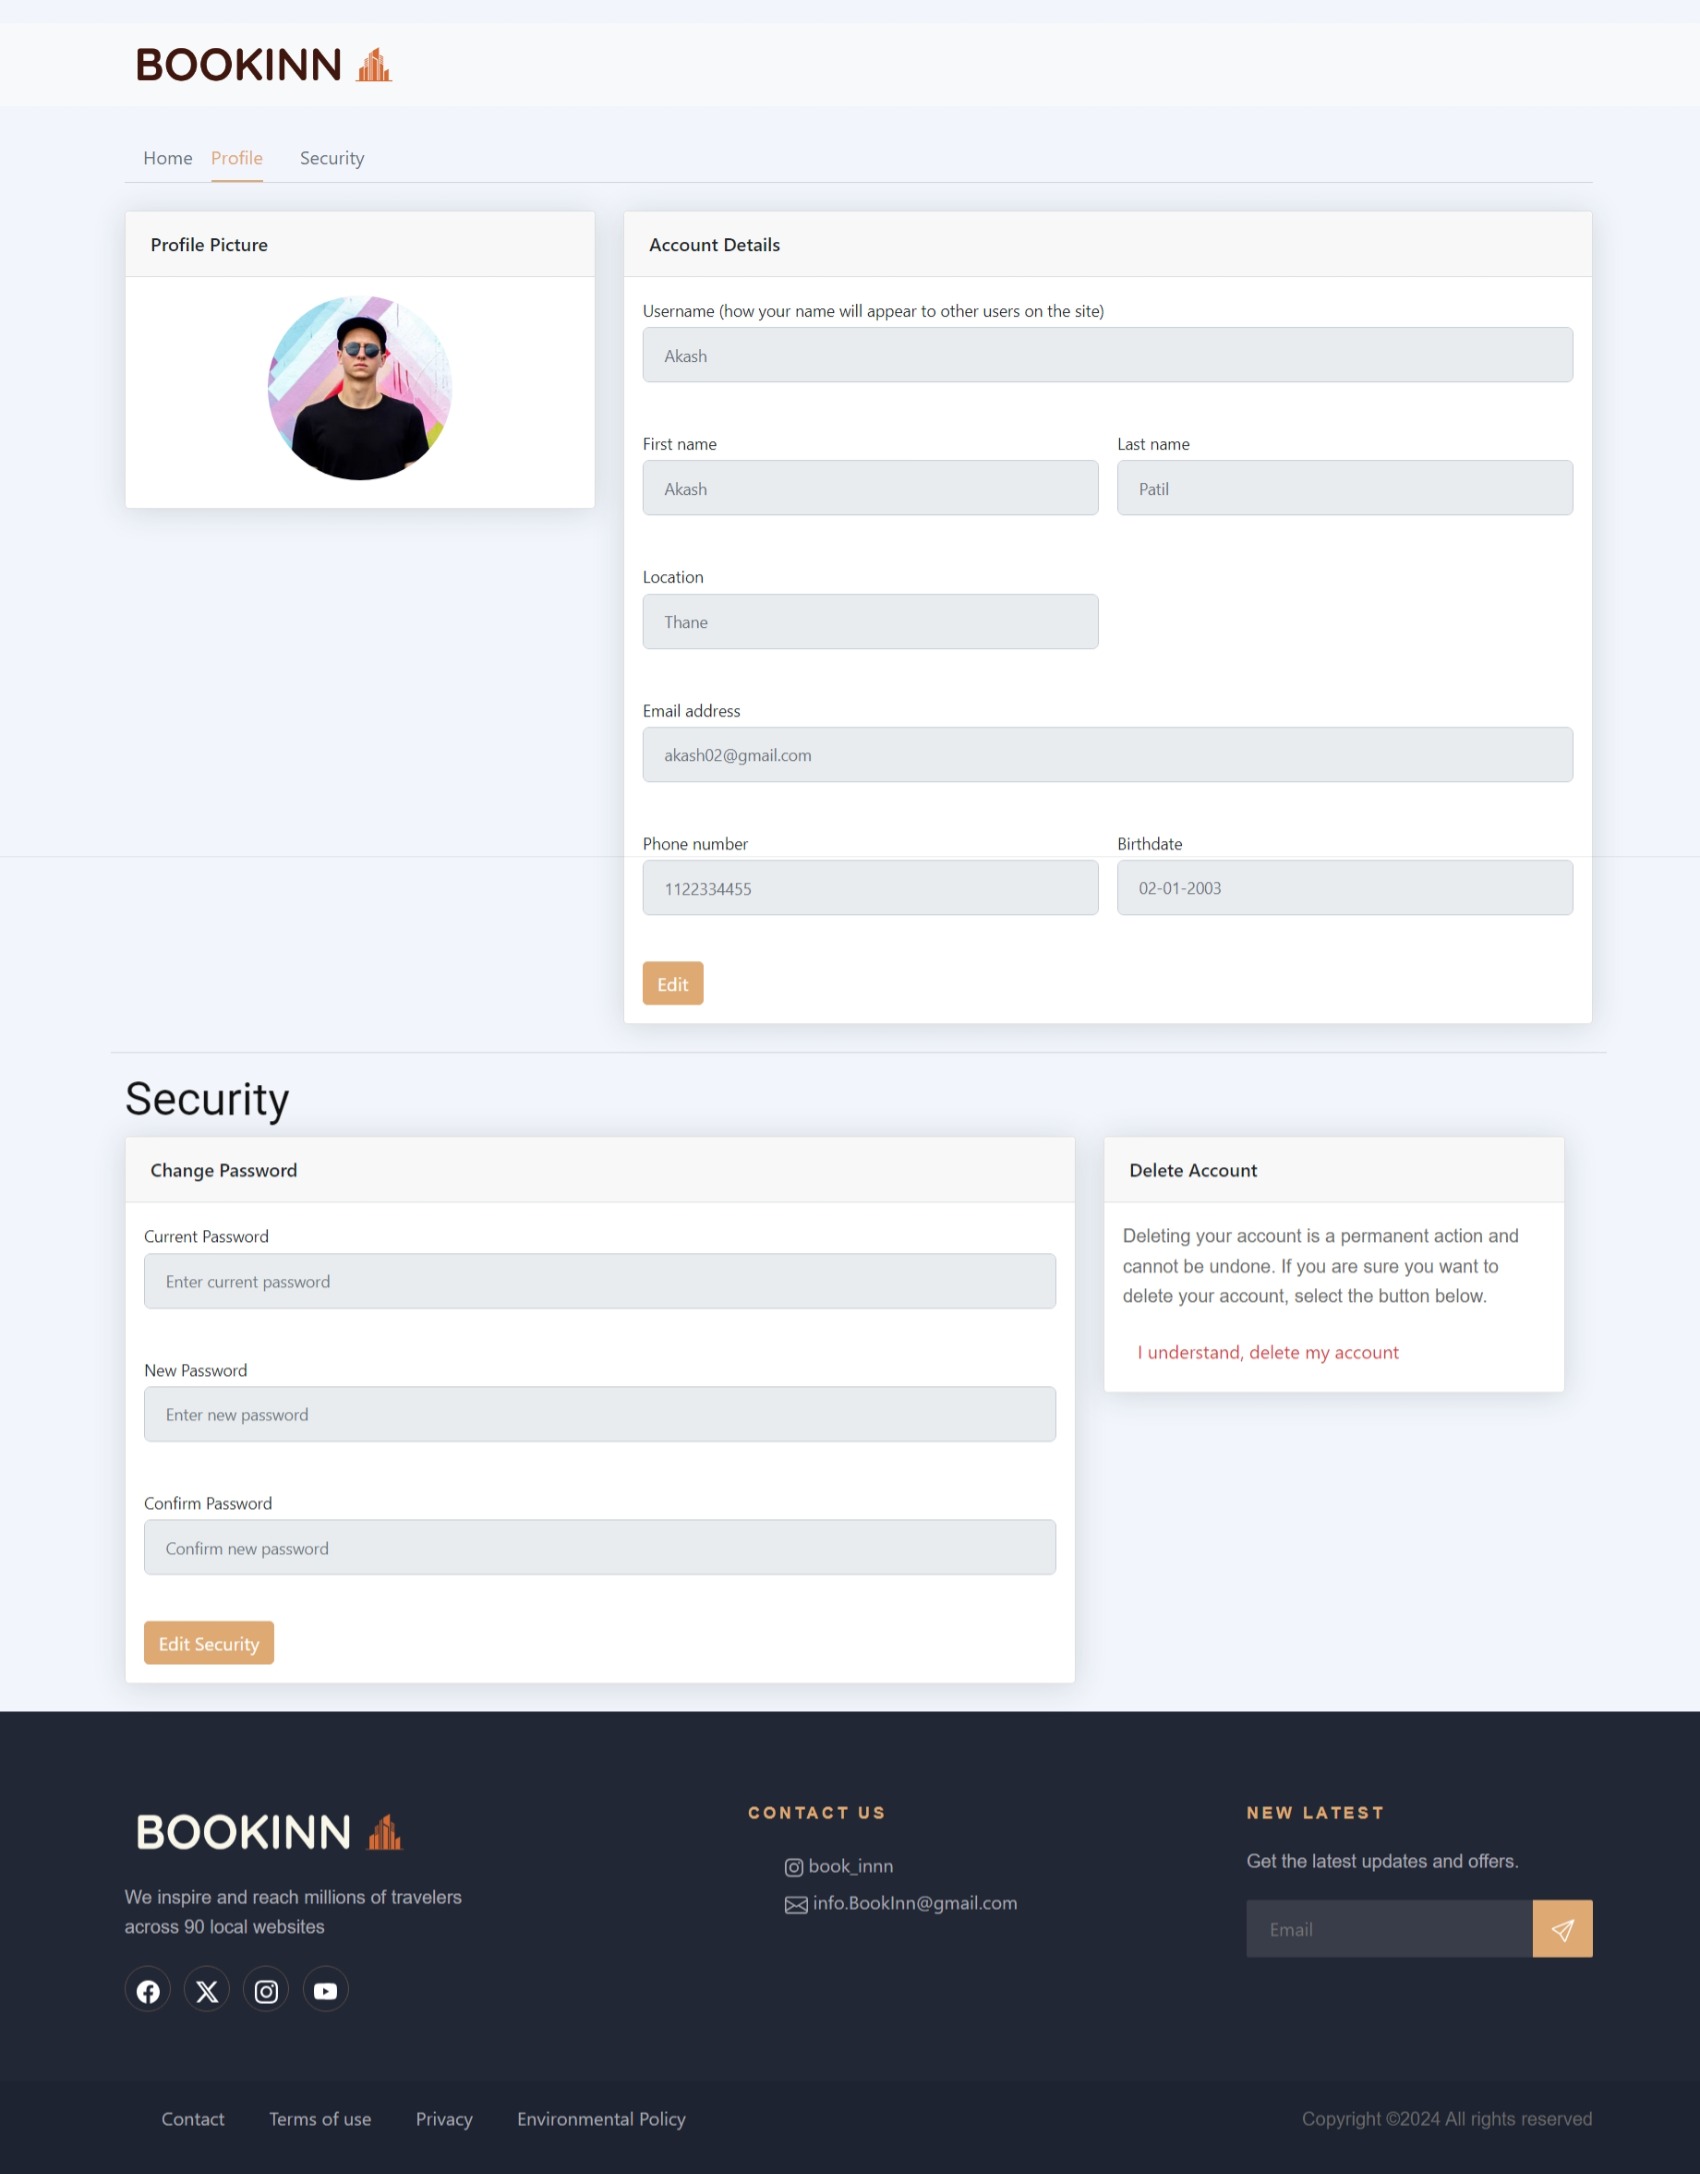 BOOKINN
Home Profile Security
Profile Picture
Account Details
Username (how your name will appear to other users on the site)
Akash
First name Last name
Akash Patil
Location
Thane
Email address
akash02@gmail.com
Phone number Birthdate
1122334455 02-01-2003
Edit
Security
Change Password
Current Password
Enter current password
New Password
Enter new password
Confirm Password
Confirm new password
Edit Security
Delete Account
Deleting your account is a permanent action and
cannot be undone. If you are sure you want to
delete your account, select the button below.
I understand, delete my account
BOOKINN
We inspire and reach millions of travelers
across 90 local websites
CONTACT US
book_innn
info.BookInn@gmail.com
NEW LATEST
Get the latest updates and offers.
Email
Contact Terms of use Privacy Environmental Policy
Copyright ©2024 All rights reserved